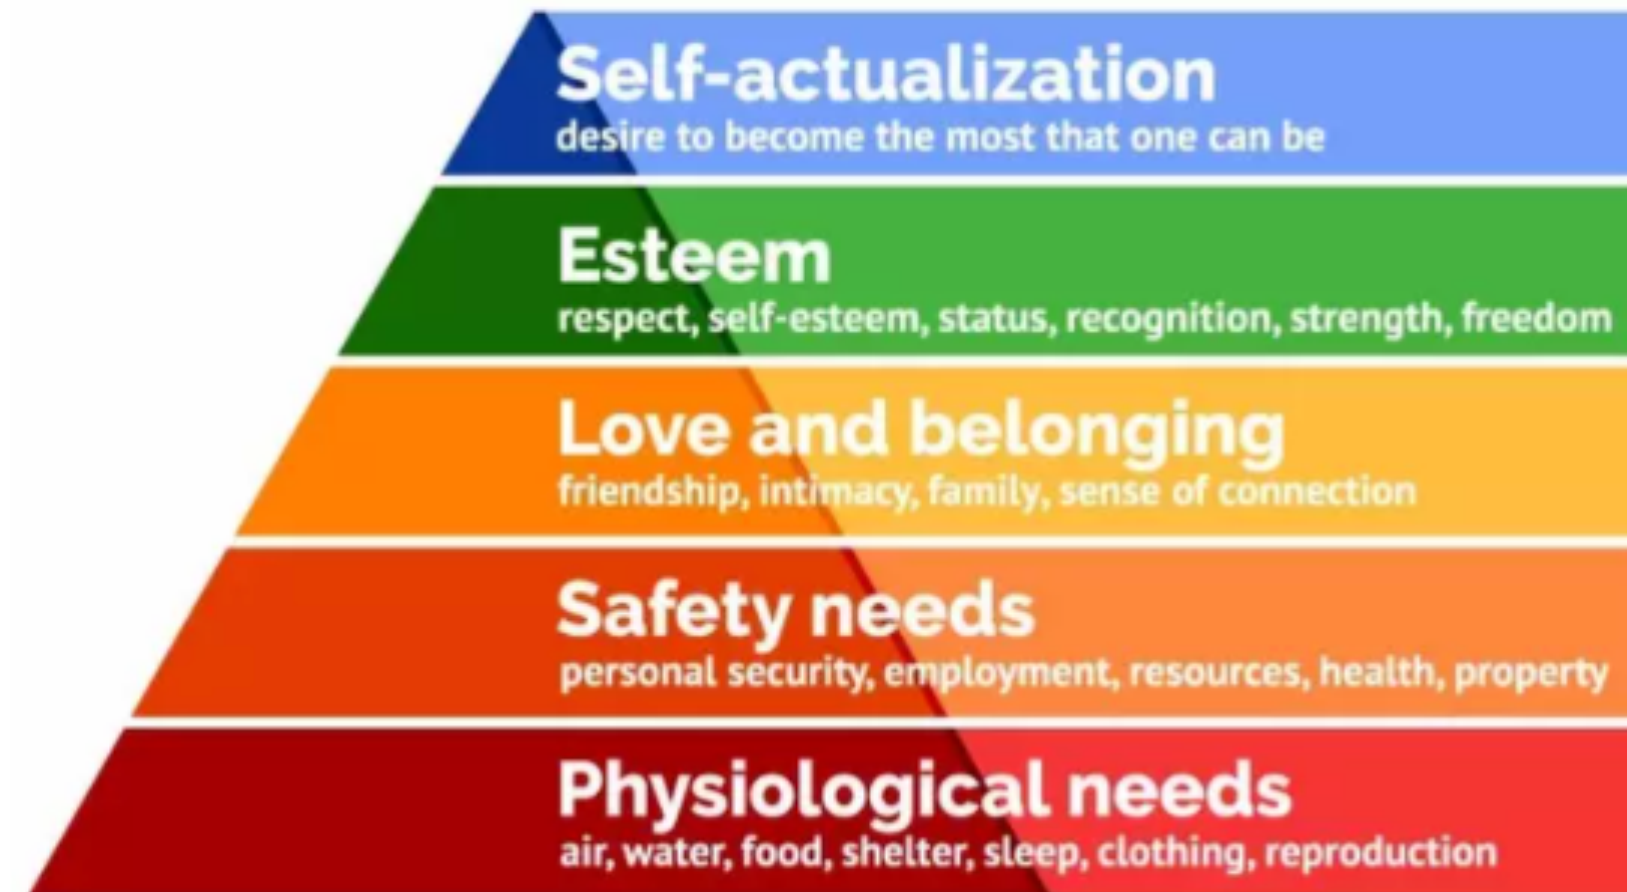 Self-actualization
desire to become the most that one can be
Esteem
respect, self-esteem, status, recognition, strength, freedom
Love and belonging
friendship, intimacy, family, sense of connection
Safety needs
personal security, employment, resources, health, property
Physiological needs
air, water, food, shelter, sleep, clothing, reproduction